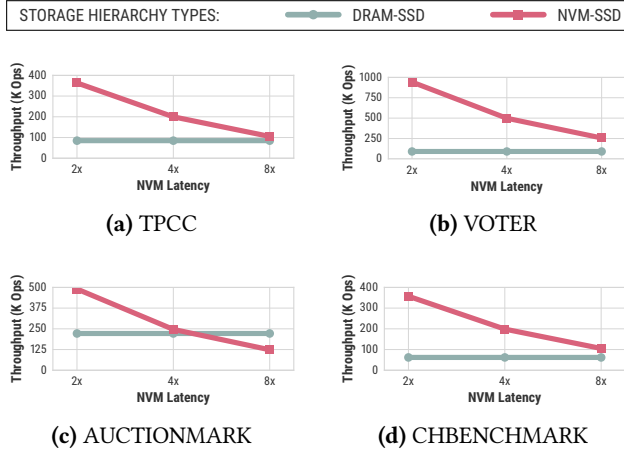 STORAGE HIERARCHY TYPES: DRAM-SSD NVM-SSD
Throughput (K Ops)
400
300
200
100
0
2x 4x 8x
NVM Latency
(a) TPCC
Throughput (K Ops)
1000
750
500
250
0
2x 4x 8x
NVM Latency
(b) VOTER
Throughput (K Ops)
500
375
250
125
0
2x 4x 8x
NVM Latency
(c) AUCTIONMARK
Throughput (K Ops)
400
300
200
100
0
2x 4x 8x
NVM Latency
(d) CHBENCHMARK